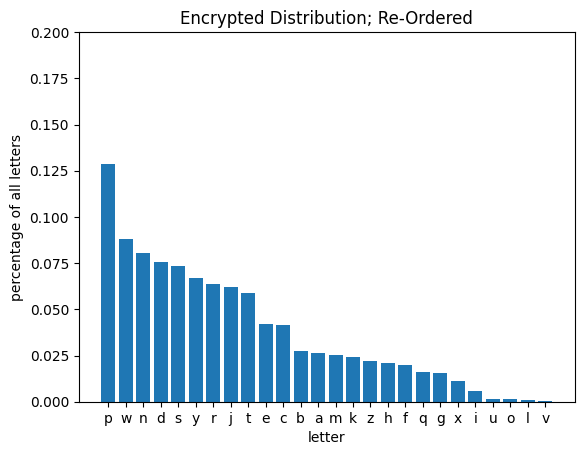 Encrypted Distribution; Re-Ordered
0.200
0.175
0.150
0.125
0.100
0.075
0.050
0.025
0.000
percentage of all letters
p w n d s y r j t e c b a m k z h f q g x i u o l v
letter